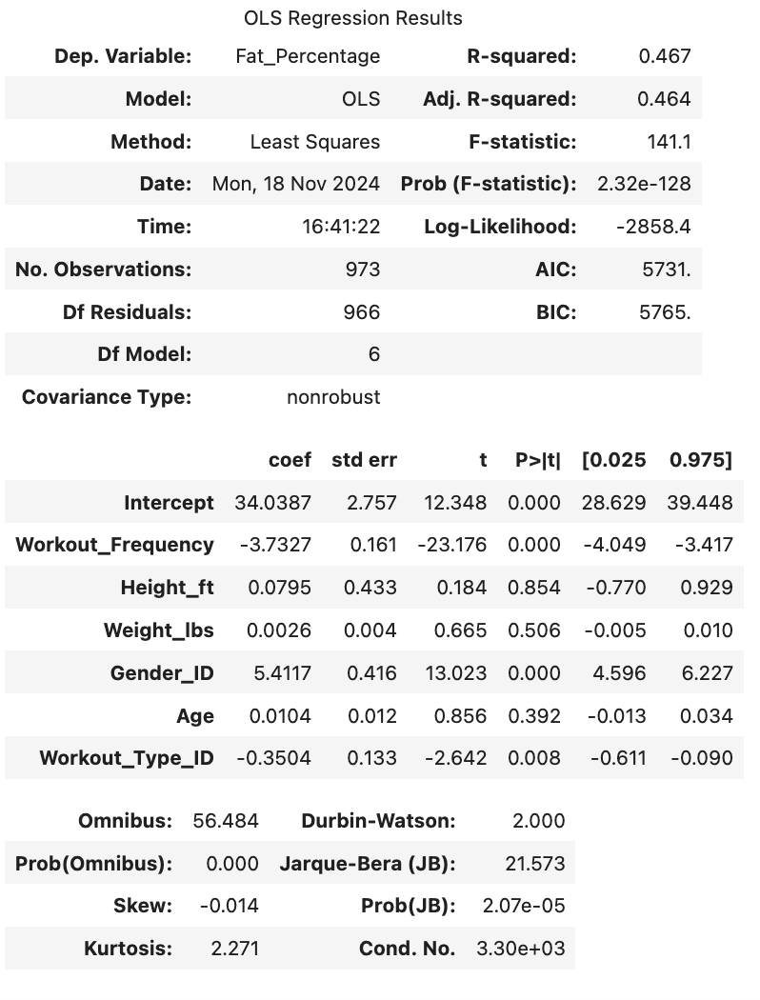 OLS Regression Results
Dep. Variable: Fat_Percentage R-squared: 0.467
Model: OLS Adj. R-squared: 0.464
Method: Least Squares F-statistic: 141.1
Date: Mon, 18 Nov 2024 Prob (F-statistic): 2.32e-128
Time: 16:41:22 Log-Likelihood: -2858.4
No. Observations: 973 AIC: 5731.
Df Residuals: 966 BIC: 5765.
Df Model: 6
Covariance Type: nonrobust
coef std err t P>|t| [0.025 0.975]
Intercept 34.0387 2.757 12.348 0.000 28.629 39.448
Workout_Frequency -3.7327 0.161 -23.176 0.000 -4.049 -3.417
Height_ft 0.0795 0.433 0.184 0.854 -0.770 0.929
Weight_lbs 0.0026 0.004 0.665 0.506 -0.005 0.010
Gender_ID 5.4117 0.416 13.023 0.000 4.596 6.227
Age 0.0104 0.012 0.856 0.392 -0.013 0.034
Workout_Type_ID -0.3504 0.133 -2.642 0.008 -0.611 -0.090
Omnibus: 56.484 Durbin-Watson: 2.000
Prob(Omnibus): 0.000 Jarque-Bera (JB): 21.573
Skew: -0.014 Prob(JB): 2.07e-05
Kurtosis: 2.271 Cond. No. 3.30e+03